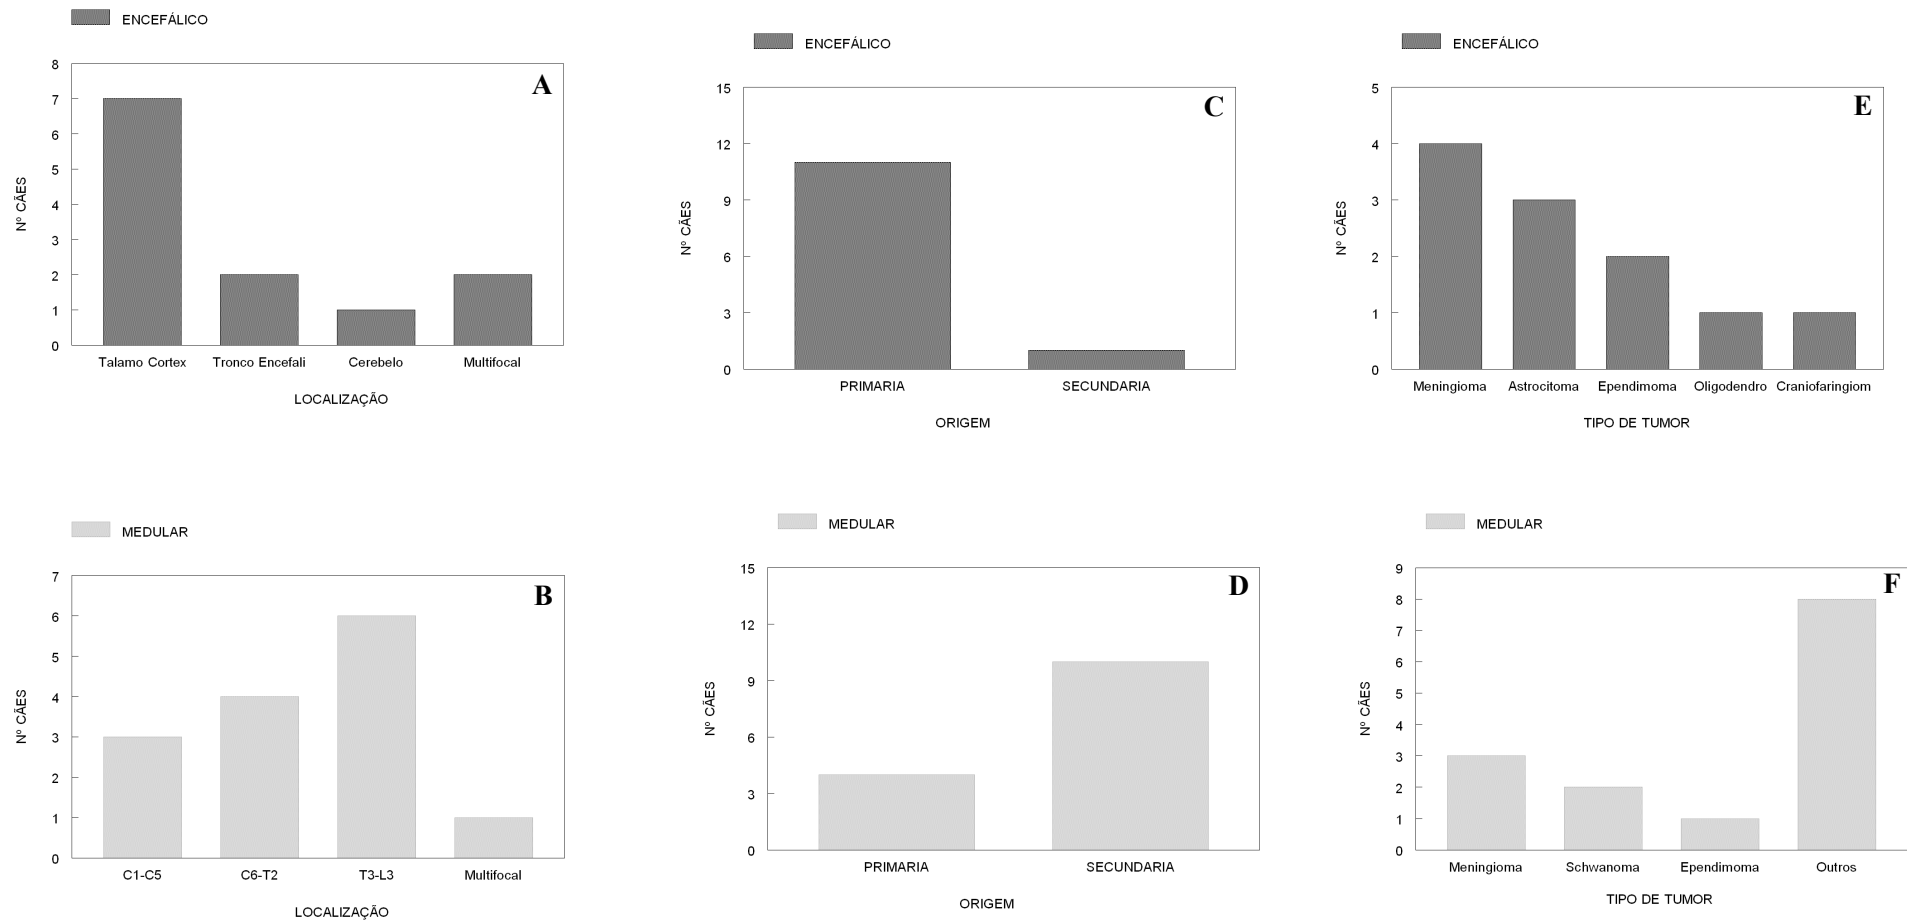 ENCEFÁLICO
A
8
7
6
5
4
3
2
1
0
Nº CÃES
Talamo Cortex Tronco Encefali Cerebelo Multifocal
LOCALIZAÇÃO
ENCEFÁLICO
C
15
12
9
6
3
0
Nº CÃES
PRIMARIA SECUNDARIA
ORIGEM
ENCEFÁLICO
E
5
4
3
2
1
0
Nº CÃES
Meningioma Astrocitoma Ependimoma Oligodendro Craniofaringiom
TIPO DE TUMOR
MEDULAR
B
7
6
5
4
3
2
1
0
Nº CÃES
C1-C5 C6-T2 T3-L3 Multifocal
LOCALIZAÇÃO
MEDULAR
D
15
12
9
6
3
0
Nº CÃES
PRIMARIA SECUNDARIA
ORIGEM
MEDULAR
F
9
8
7
6
5
4
3
2
1
0
Nº CÃES
Meningioma Schwanoma Ependimoma Outros
TIPO DE TUMOR